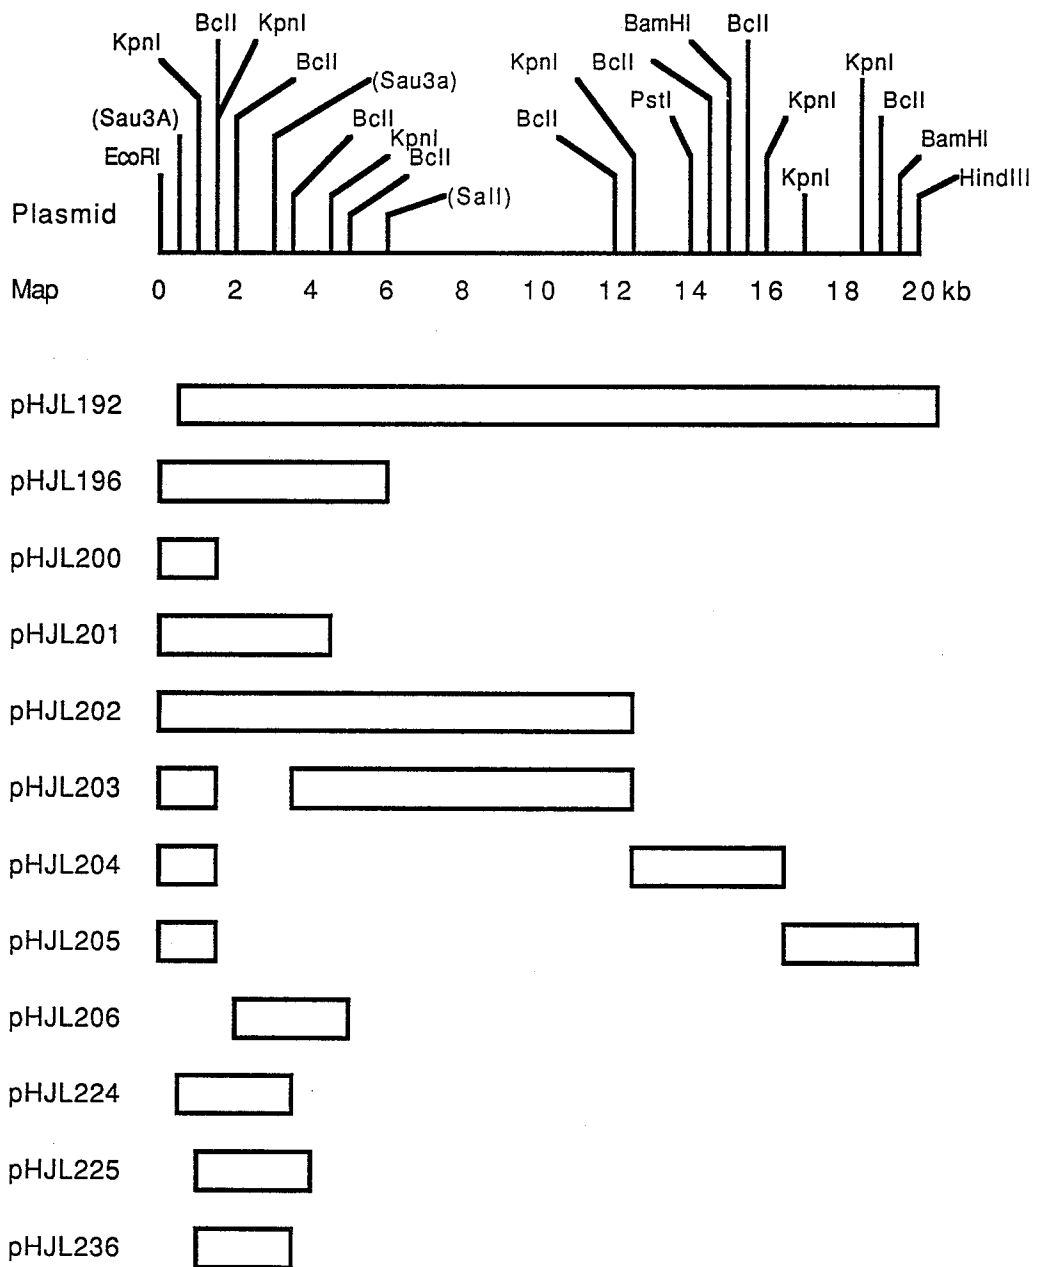 BclI KpnI BamHI BclI
KpnI
BclI KpnI BclI KpnI
(Sau3a)
PstI KpnI BclI
(Sau3A) BclI BclI
KpnI BamHI
EcoRI BclI
KpnI HindIII
(SalI)
Plasmid
Map 0 2 4 6 8 10 12 14 16 18 20 kb
pHJL192
pHJL196
pHJL200
pHJL201
pHJL202
pHJL203
pHJL204
pHJL205
pHJL206
pHJL224
pHJL225
pHJL236